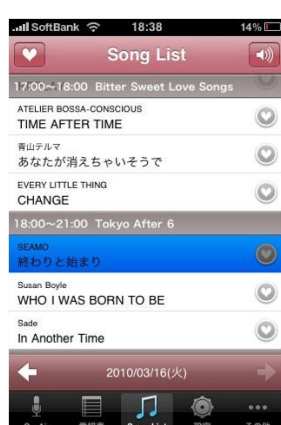 SoftBank 18:38 14%
Song List
17:00~18:00 Bitter Sweet Love Songs
ATELIER BOSSA-CONSCIOUS
TIME AFTER TIME
青山テルマ
あなたが消えちゃいそうで
EVERY LITTLE THING
CHANGE
18:00~21:00 Tokyo After 6
SEAMO
終わりと始まり
Susan Boyle
WHO I WAS BORN TO BE
Sade
In Another Time
2010/03/16(火)